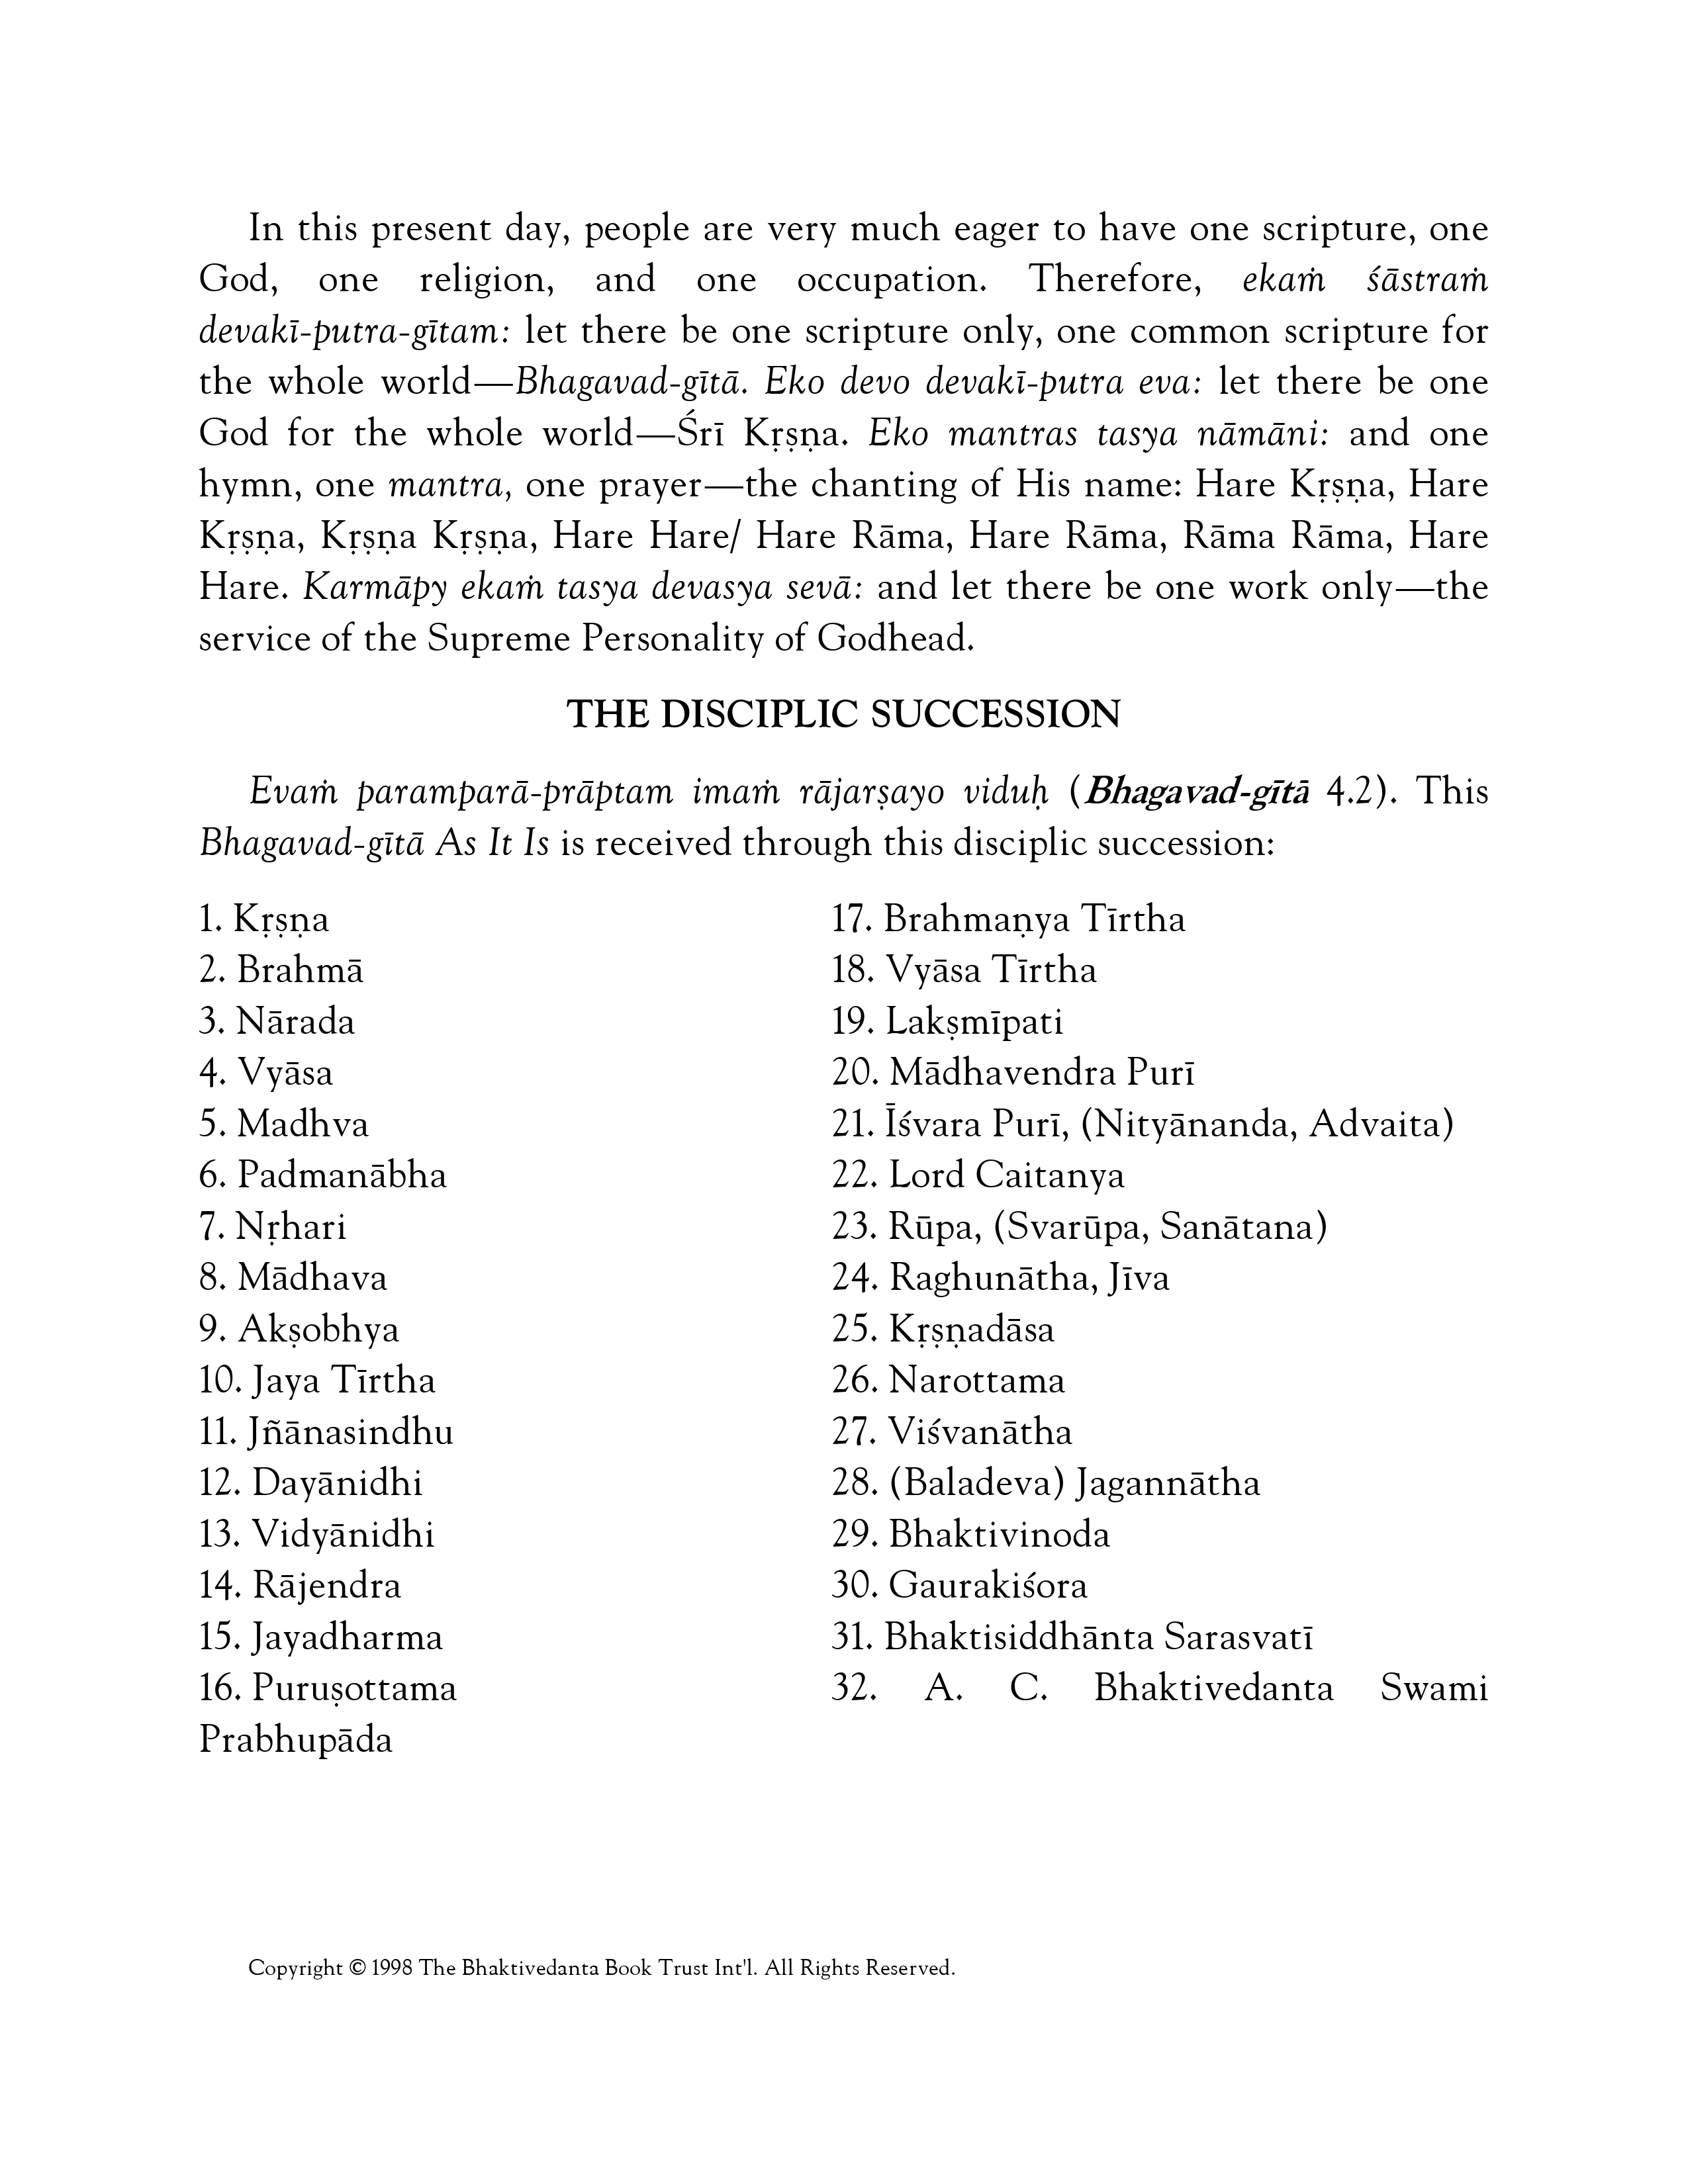 In this present day, people are very much eager to have one scripture, one
God, one religion, and one occupation. Therefore, ekaṁ śāstraṁ
devakī-putra-gītam: let there be one scripture only, one common scripture for
the whole world—Bhagavad-gītā. Eko devo devakī-putra eva: let there be one
God for the whole world—Śrī Kṛṣṇa. Eko mantras tasya nāmāni: and one
hymn, one mantra, one prayer—the chanting of His name: Hare Kṛṣṇa, Hare
Kṛṣṇa, Kṛṣṇa Kṛṣṇa, Hare Hare/ Hare Rāma, Hare Rāma, Rāma Rāma, Hare
Hare. Karmāpy ekaṁ tasya devasya sevā: and let there be one work only—the
service of the Supreme Personality of Godhead.
THE DISCIPLIC SUCCESSION
Evaṁ paramparā-prāptam imaṁ rājarṣayo viduḥ (Bhagavad-gītā 4.2). This
Bhagavad-gītā As It Is is received through this disciplic succession:
1. Kṛṣṇa
2. Brahmā
3. Nārada
4. Vyāsa
5. Madhva
6. Padmanābha
7. Nṛhari
8. Mādhava
9. Akṣobhya
10. Jaya Tīrtha
11. Jñānasindhu
12. Dayānidhi
13. Vidyānidhi
14. Rājendra
15. Jayadharma
16. Puruṣottama
17. Brahmaṇya Tīrtha
18. Vyāsa Tīrtha
19. Lakṣmīpati
20. Mādhavendra Purī
21. Īśvara Purī, (Nityānanda, Advaita)
22. Lord Caitanya
23. Rūpa, (Svarūpa, Sanātana)
24. Raghunātha, Jīva
25. Kṛṣṇadāsa
26. Narottama
27. Viśvanātha
28. (Baladeva) Jagannātha
29. Bhaktivinoda
30. Gaurakiśora
31. Bhaktisiddhānta Sarasvatī
32. A. C. Bhaktivedanta Swami
Prabhupāda
Copyright © 1998 The Bhaktivedanta Book Trust Int'l. All Rights Reserved.